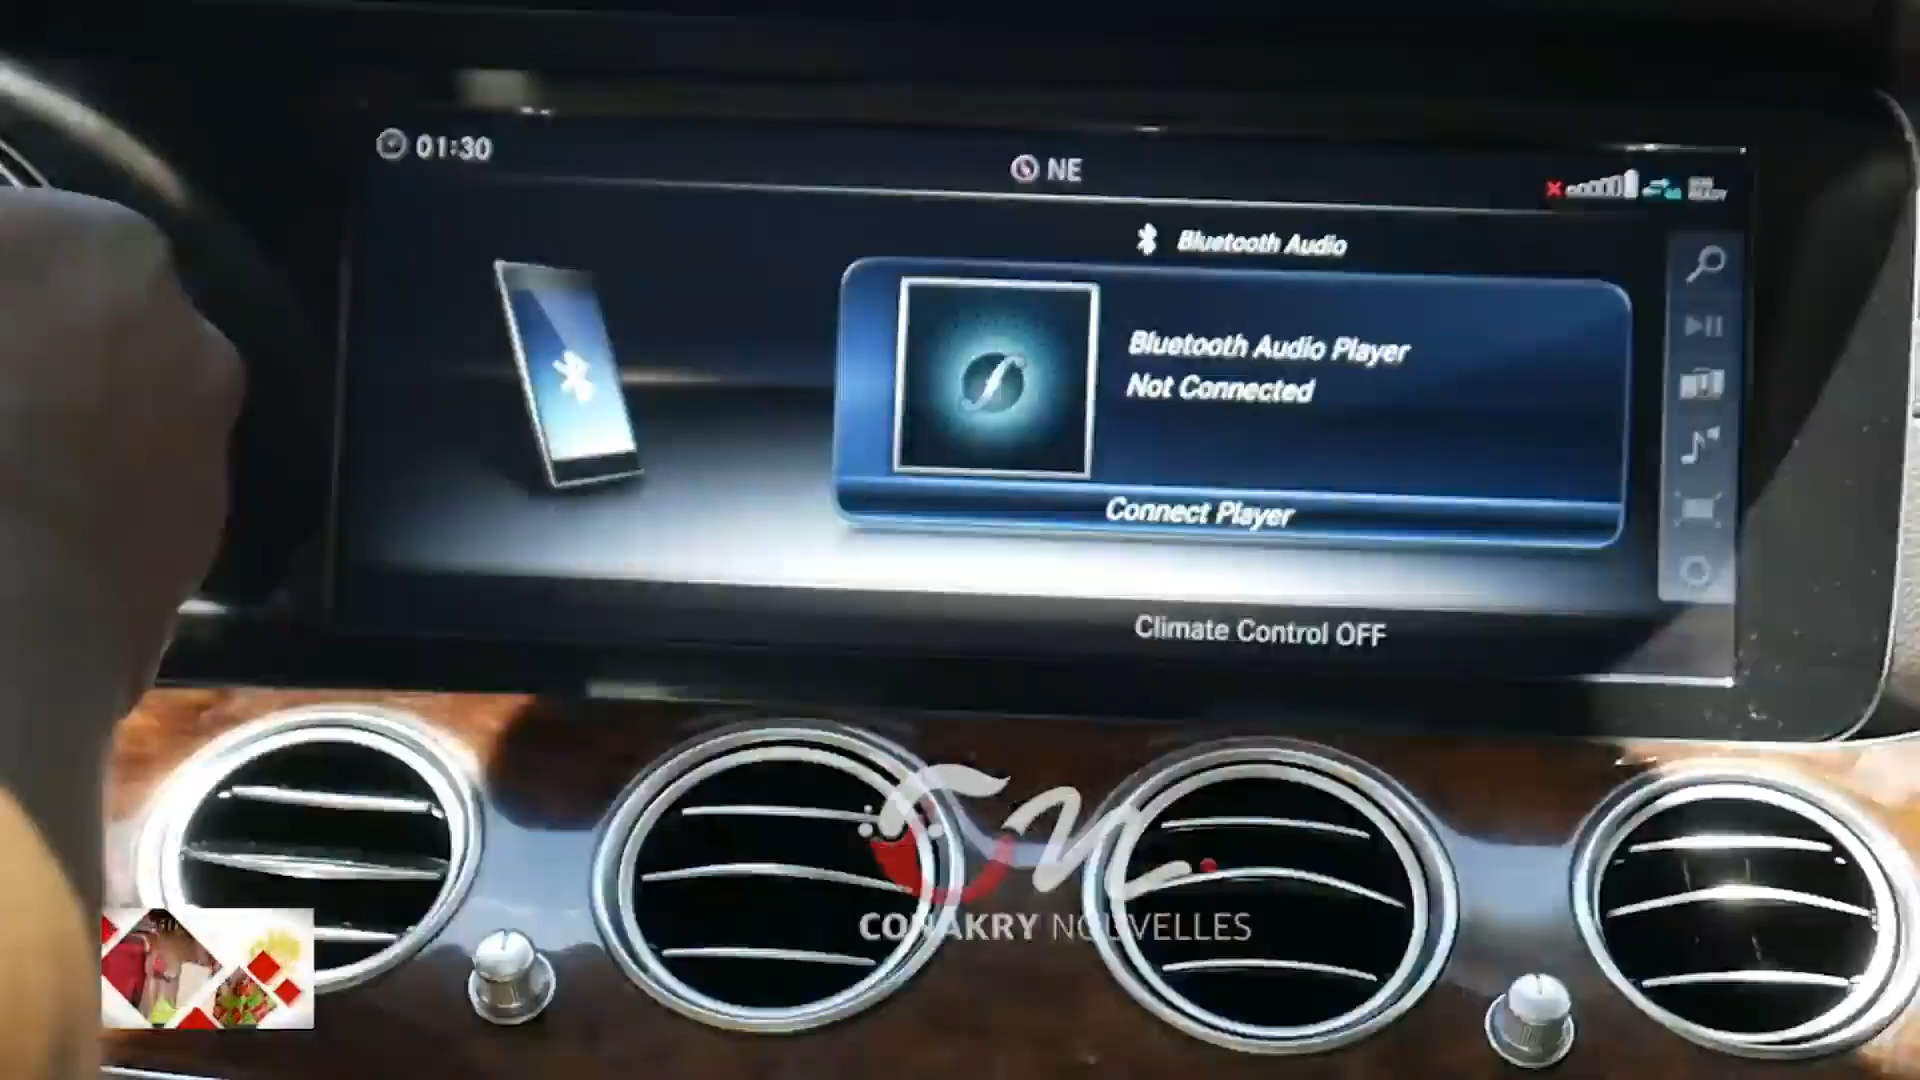 01:30
NE
Bluetooth Audio
Bluetooth Audio Player
Not Connected
Connect Player
Climate Control OFF
CONAKRY NOUVELLES